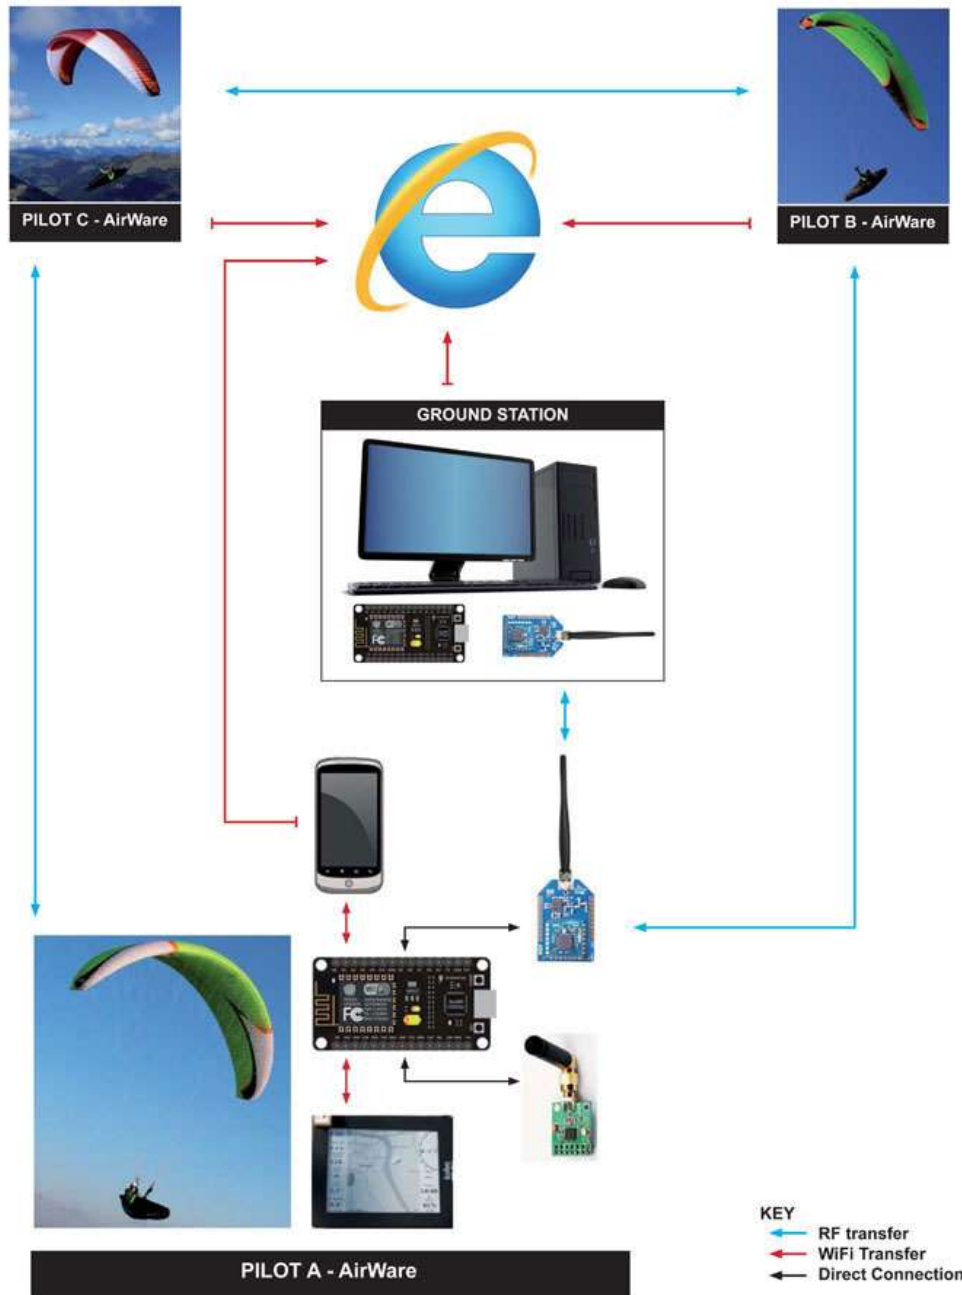 PILOT C - AirWare
PILOT B - AirWare
GROUND STATION
PILOT A - AirWare
KEY
RF transfer
WiFi Transfer
Direct Connection